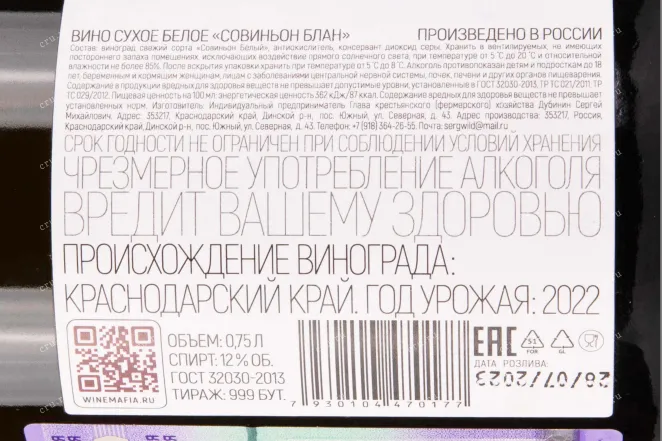 ВИНО СУХОЕ БЕЛОЕ «СОВИНЬОН БЛАН» ПРОИЗВЕДЕНО В РОССИИ
Состав: виноград свежий сорта «Совиньон Белый», антиокислитель, консервант диоксид серы. Хранить в вентилируемых, не имеющих
постороннего запаха помещениях, исключающих воздействие прямого солнечного света, при температуре от 5 °С до 20 °С и относительной
влажности не более 85%. После вскрытия упаковки хранить при температуре от 5 °С до 8 °С. Алкоголь противопоказан детям и подросткам до 18
лет, беременным и кормящим женщинам, лицам с заболеваниями центральной нервной системы, почек, печени и других органов пищеварения.
Содержание в продукции вредных для здоровья веществ не превышает допустимые уровни, установленные в ГОСТ 32030-2013, ТР ТС 021/2011, ТР
ТС 029/2012. Пищевая ценность на 100 мл: энергетическая ценность 362 кДж/87 ккал. Содержание вредных для здоровья веществ не превышает
установленных норм. Изготовитель: Индивидуальный предприниматель Глава крестьянского (фермерского) хозяйства Дубинин Сергей
Михайлович. Адрес: 353217, Краснодарский край, Динской р-н, пос. Южный, ул. Северная, д. 43. Адрес производства: 353217, Россия,
Краснодарский край, Динской р-н, пос. Южный, ул. Северная, д. 43. Телефон: +7 (918) 364-26-55. Почта: sergwid@mail.ru
СРОК ГОДНОСТИ НЕ ОГРАНИЧЕН ПРИ СОБЛЮДЕНИИ УСЛОВИЙ ХРАНЕНИЯ
ЧРЕЗМЕРНОЕ УПОТРЕБЛЕНИЕ АЛКОГОЛЯ
ВРЕДИТ ВАШЕМУ ЗДОРОВЬЮ
ПРОИСХОЖДЕНИЕ ВИНОГРАДА:
КРАСНОДАРСКИЙ КРАЙ. ГОД УРОЖАЯ: 2022
WINEMAFIA.RU
ОБЪЕМ: 0,75 Л
СПИРТ: 12% ОБ.
ГОСТ 32030-2013
ТИРАЖ: 999 БУТ.
7 930104 470177
EAC
51
FOR
GL
ДАТА РОЗЛИВА:
28/07/2023